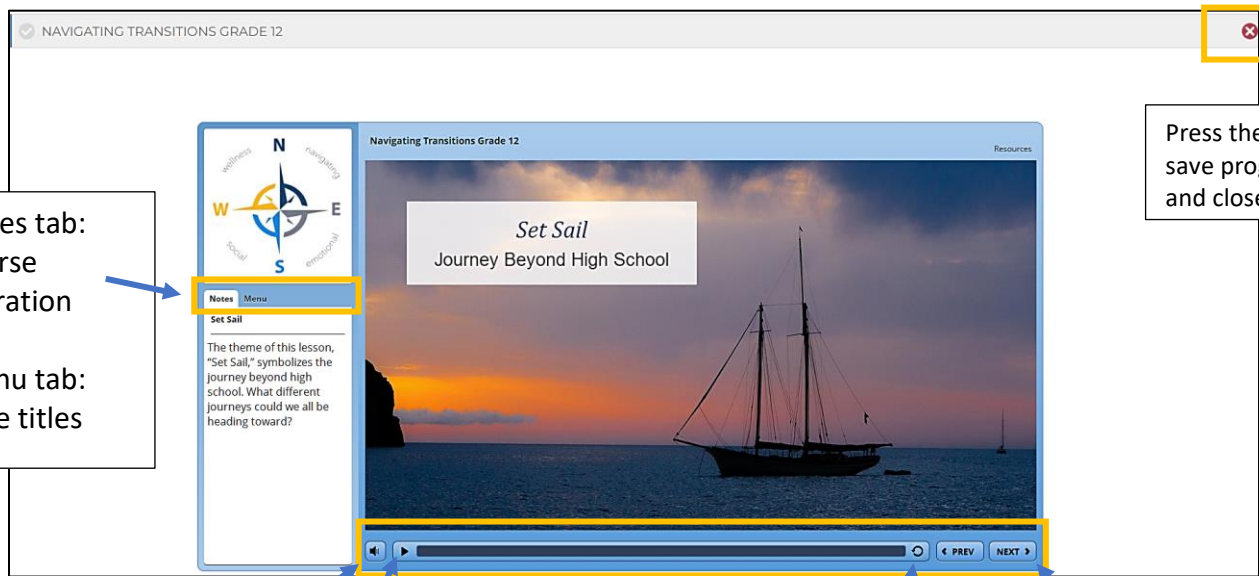 NAVIGATING TRANSITIONS GRADE 12
Press the
save prog
and close
Navigating Transitions Grade 12
Resources
N
wellness
navigating
W
E
social
emotional
S
es tab:
rse
ration
nu tab:
e titles
Set Sail
Journey Beyond High School
Notes Menu
Set Sail
The theme of this lesson,
"Set Sail," symbolizes the
journey beyond high
school. What different
journeys could we all be
heading toward?
PREV
NEXT